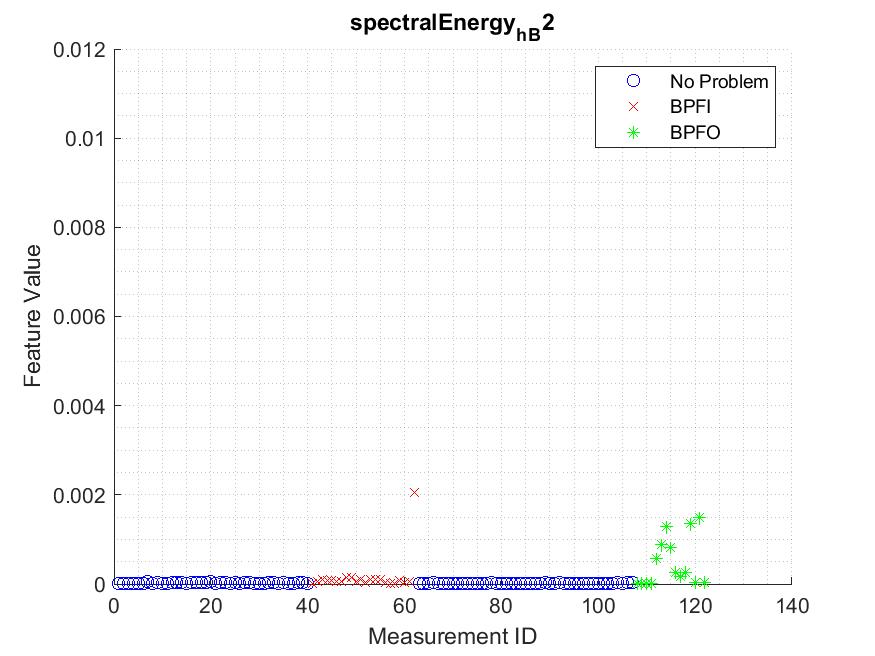 spectralEnergy_hB2
0.012
0.01
0.008
0.006
0.004
0.002
0
Feature Value
No Problem
BPFI
BPFO
0 20 40 60 80 100 120 140
Measurement ID